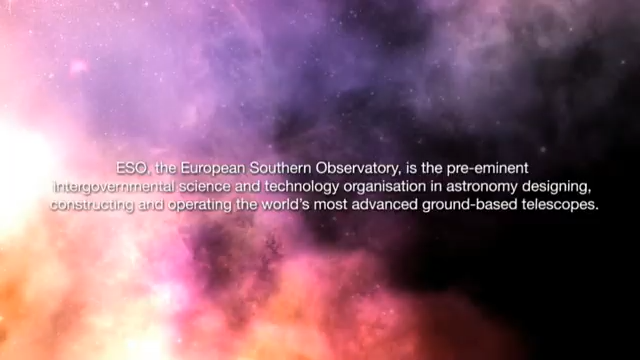 ESO, the European Southern Observatory, is the pre-eminent
intergovernmental science and technology organisation in astronomy designing,
constructing and operating the world's most advanced ground-based telescopes.